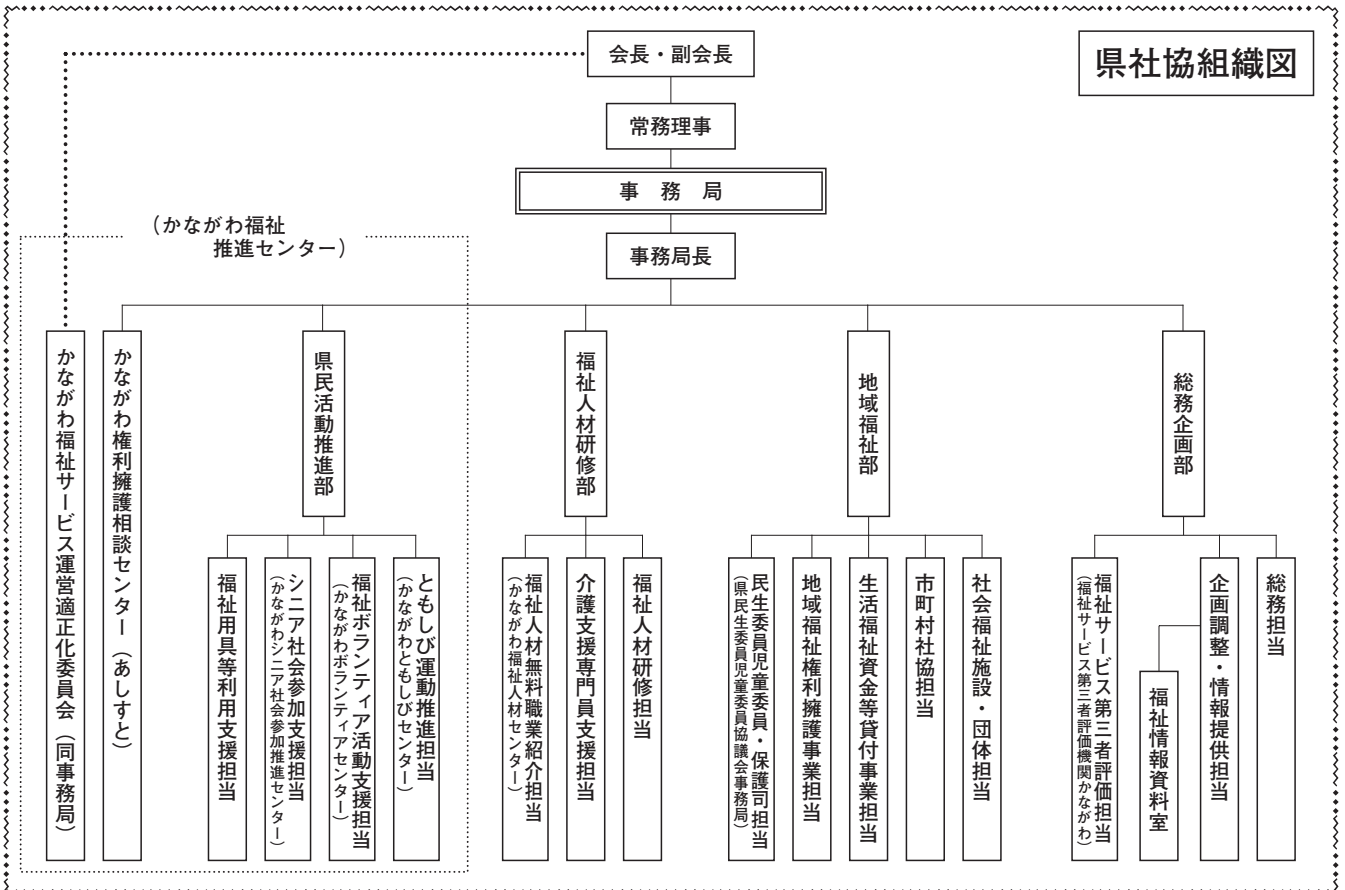 県社協組織図
会長・副会長
常務理事
事務局
事務局長
(かながわ福祉
推進センター)
総務企画部
地域福祉部
福祉人材研修部
県民活動推進部
かながわ権利擁護相談センター(あしすと)
かながわ福祉サービス運営適正化委員会(同事務局)
総務担当
企画調整・情報提供担当
福祉情報資料室
福祉サービス第三者評価担当
(福祉サービス第三者評価機関かながわ)
社会福祉施設・団体担当
市町村社協担当
生活福祉資金等貸付事業担当
地域福祉権利擁護事業担当
民生委員児童委員・保護司担当
(県民生委員児童委員協議会事務局)
福祉人材研修担当
介護支援専門員支援担当
福祉人材無料職業紹介担当
(かながわ福祉人材センター)
ともしび運動推進担当
(かながわともしびセンター)
福祉ボランティア活動支援担当
(かながわボランティアセンター)
シニア社会参加支援担当
(かながわシニア社会参加推進センター)
福祉用具等利用支援担当